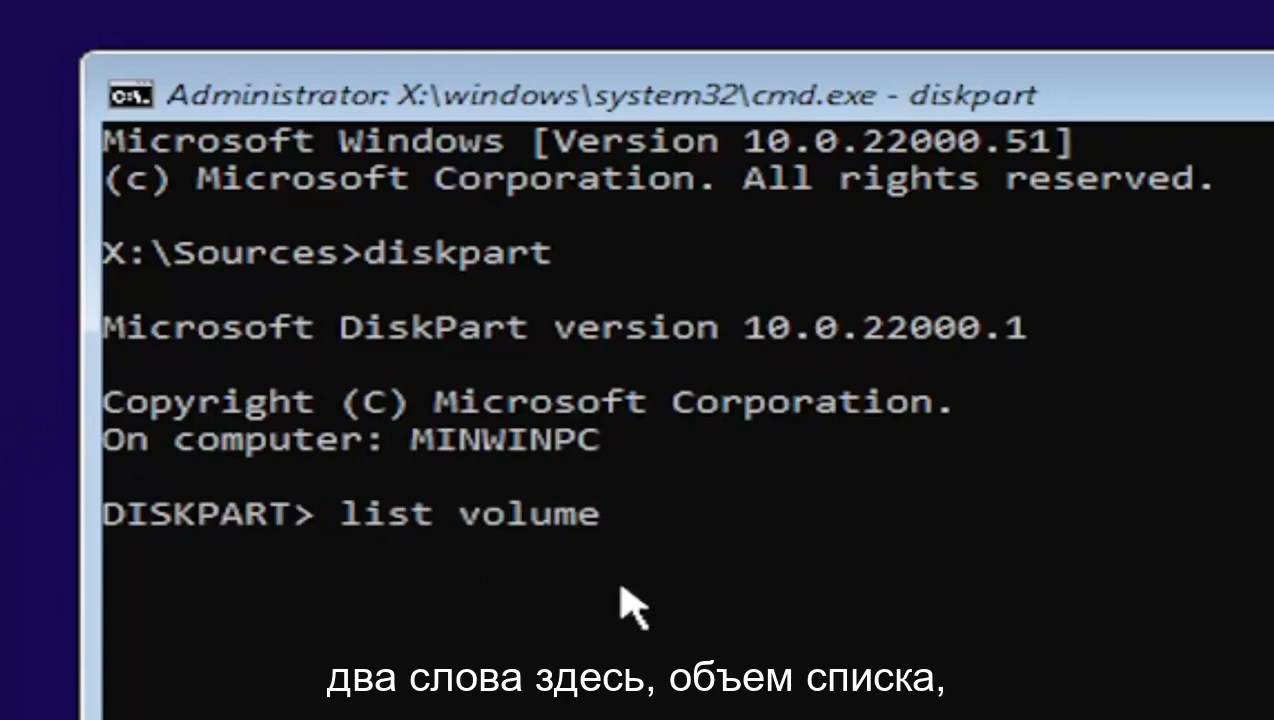 Administrator: X:\windows\system32\cmd.exe - diskpart
Microsoft Windows [Version 10.0.22000.51]
(c) Microsoft Corporation. All rights reserved.
X:\Sources>diskpart
Microsoft DiskPart version 10.0.22000.1
Copyright (C) Microsoft Corporation.
On computer: MINWINPC
DISKPART> list volume
два слова здесь, объем списка,